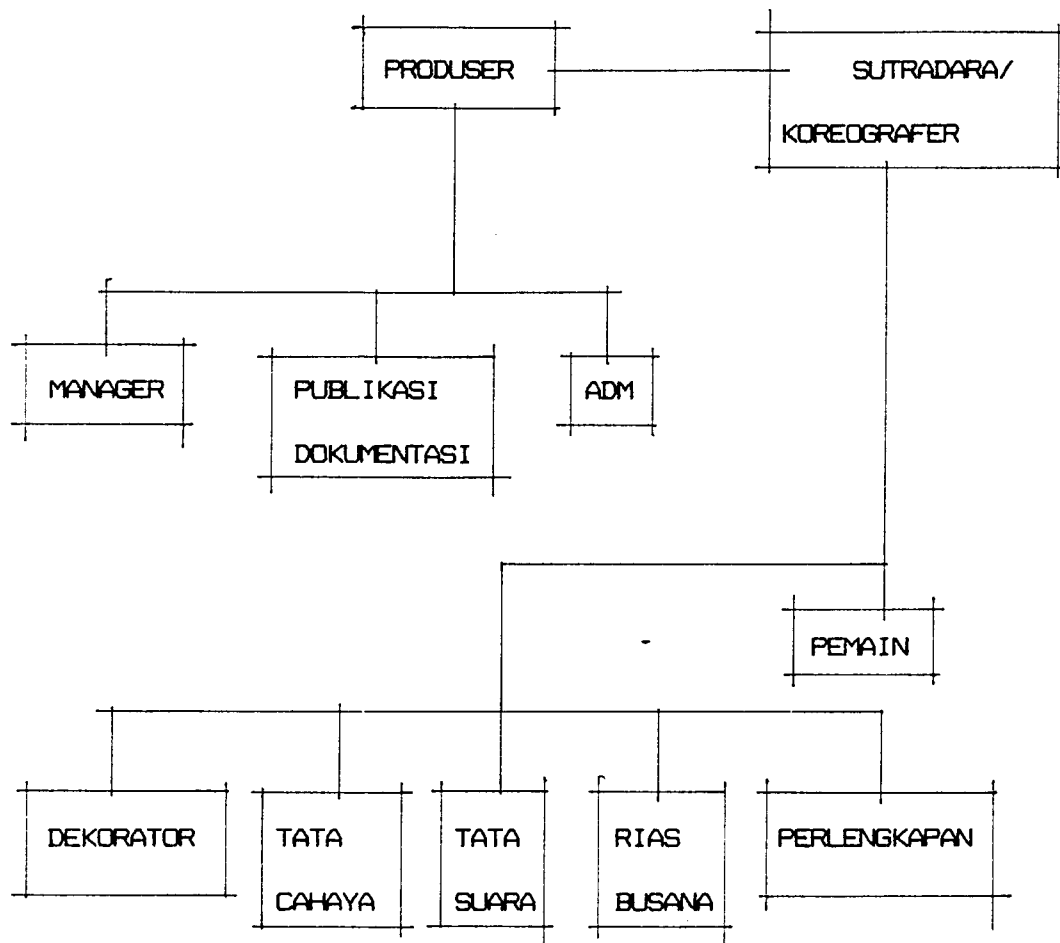 PRODUSER
SUTRADARA/
KOREOGRAFER
MANAGER
PUBLIKASI
DOKUMENTASI
ADM
PEMAIN
DEKORATOR
TATA
CAHAYA
TATA
SUARA
RIAS
BUSANA
PERLENGKAPAN